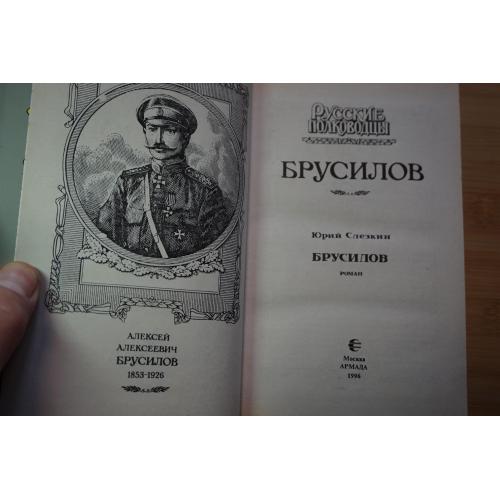 АЛЕКСЕЙ
АЛЕКСЕЕВИЧ
БРУСИЛОВ
1853-1926
РУССКИЕ
ПОЛКОВОДЦЫ
БРУСИЛОВ
Юрий Слезкин
БРУСИЛОВ
РОМАН
Москва
АРМАДА
1996